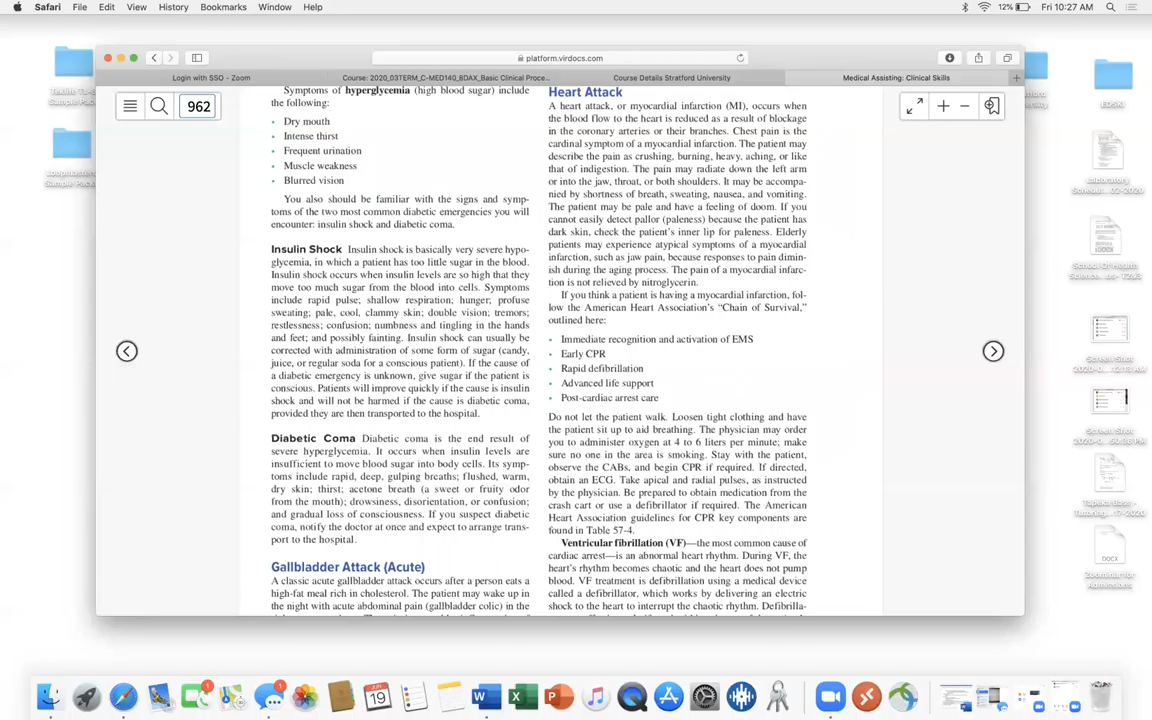 Safari File Edit View History Bookmarks Window Help
12% Fri 10:27 AM
platform.virdocs.com
Login with SSO - Zoom
Course: 2020_03TERM_C-MED140_8DAX_Basic Clinical Proce...
Course Details Stratford University
Medical Assisting: Clinical Skills
962
Symptoms of hyperglycemia (high blood sugar) include
the following:
• Dry mouth
• Intense thirst
• Frequent urination
• Muscle weakness
• Blurred vision
You also should be familiar with the signs and symp-
toms of the two most common diabetic emergencies you will
encounter: insulin shock and diabetic coma.
Insulin Shock Insulin shock is basically very severe hypo-
glycemia, in which a patient has too little sugar in the blood.
Insulin shock occurs when insulin levels are so high that they
move too much sugar from the blood into cells. Symptoms
include rapid pulse; shallow respiration; hunger; profuse
sweating; pale, cool, clammy skin; double vision; tremors;
restlessness; confusion; numbness and tingling in the hands
and feet; and possibly fainting. Insulin shock can usually be
corrected with administration of some form of sugar (candy,
juice, or regular soda for a conscious patient). If the cause of
a diabetic emergency is unknown, give sugar if the patient is
conscious. Patients will improve quickly if the cause is insulin
shock and will not be harmed if the cause is diabetic coma,
provided they are then transported to the hospital.
Diabetic Coma Diabetic coma is the end result of
severe hyperglycemia. It occurs when insulin levels are
insufficient to move blood sugar into body cells. Its symp-
toms include rapid, deep, gulping breaths; flushed, warm,
dry skin; thirst; acetone breath (a sweet or fruity odor
from the mouth); drowsiness, disorientation, or confusion;
and gradual loss of consciousness. If you suspect diabetic
coma, notify the doctor at once and expect to arrange trans-
port to the hospital.
Gallbladder Attack (Acute)
A classic acute gallbladder attack occurs after a person eats a
high-fat meal rich in cholesterol. The patient may wake up in
the night with acute abdominal pain (gallbladder colic) in the
Heart Attack
A heart attack, or myocardial infarction (MI), occurs when
the blood flow to the heart is reduced as a result of blockage
in the coronary arteries or their branches. Chest pain is the
cardinal symptom of a myocardial infarction. The patient may
describe the pain as crushing, burning, heavy, aching, or like
that of indigestion. The pain may radiate down the left arm
or into the jaw, throat, or both shoulders. It may be accompa-
nied by shortness of breath, sweating, nausea, and vomiting.
The patient may be pale and have a feeling of doom. If you
cannot easily detect pallor (paleness) because the patient has
dark skin, check the patient's inner lip for paleness. Elderly
patients may experience atypical symptoms of a myocardial
infarction, such as jaw pain, because responses to pain dimin-
ish during the aging process. The pain of a myocardial infarc-
tion is not relieved by nitroglycerin.
If you think a patient is having a myocardial infarction, fol-
low the American Heart Association's “Chain of Survival,”
outlined here:
• Immediate recognition and activation of EMS
• Early CPR
• Rapid defibrillation
• Advanced life support
• Post-cardiac arrest care
Do not let the patient walk. Loosen tight clothing and have
the patient sit up to aid breathing. The physician may order
you to administer oxygen at 4 to 6 liters per minute; make
sure no one in the area is smoking. Stay with the patient,
observe the CABs, and begin CPR if required. If directed,
obtain an ECG. Take apical and radial pulses, as instructed
by the physician. Be prepared to obtain medication from the
crash cart or use a defibrillator if required. The American
Heart Association guidelines for CPR key components are
found in Table 57-4.
Ventricular fibrillation (VF)—the most common cause of
cardiac arrest—is an abnormal heart rhythm. During VF, the
heart's rhythm becomes chaotic and the heart does not pump
blood. VF treatment is defibrillation using a medical device
called a defibrillator, which works by delivering an electric
shock to the heart to interrupt the chaotic rhythm. Defibrilla-
Sample Pack
Sample Pack
EDSKI
Laboratory
School Of Health
Screen Shot
Screen Shot
DOCX
Zoominar for
Admissions
JUN
19
1
1